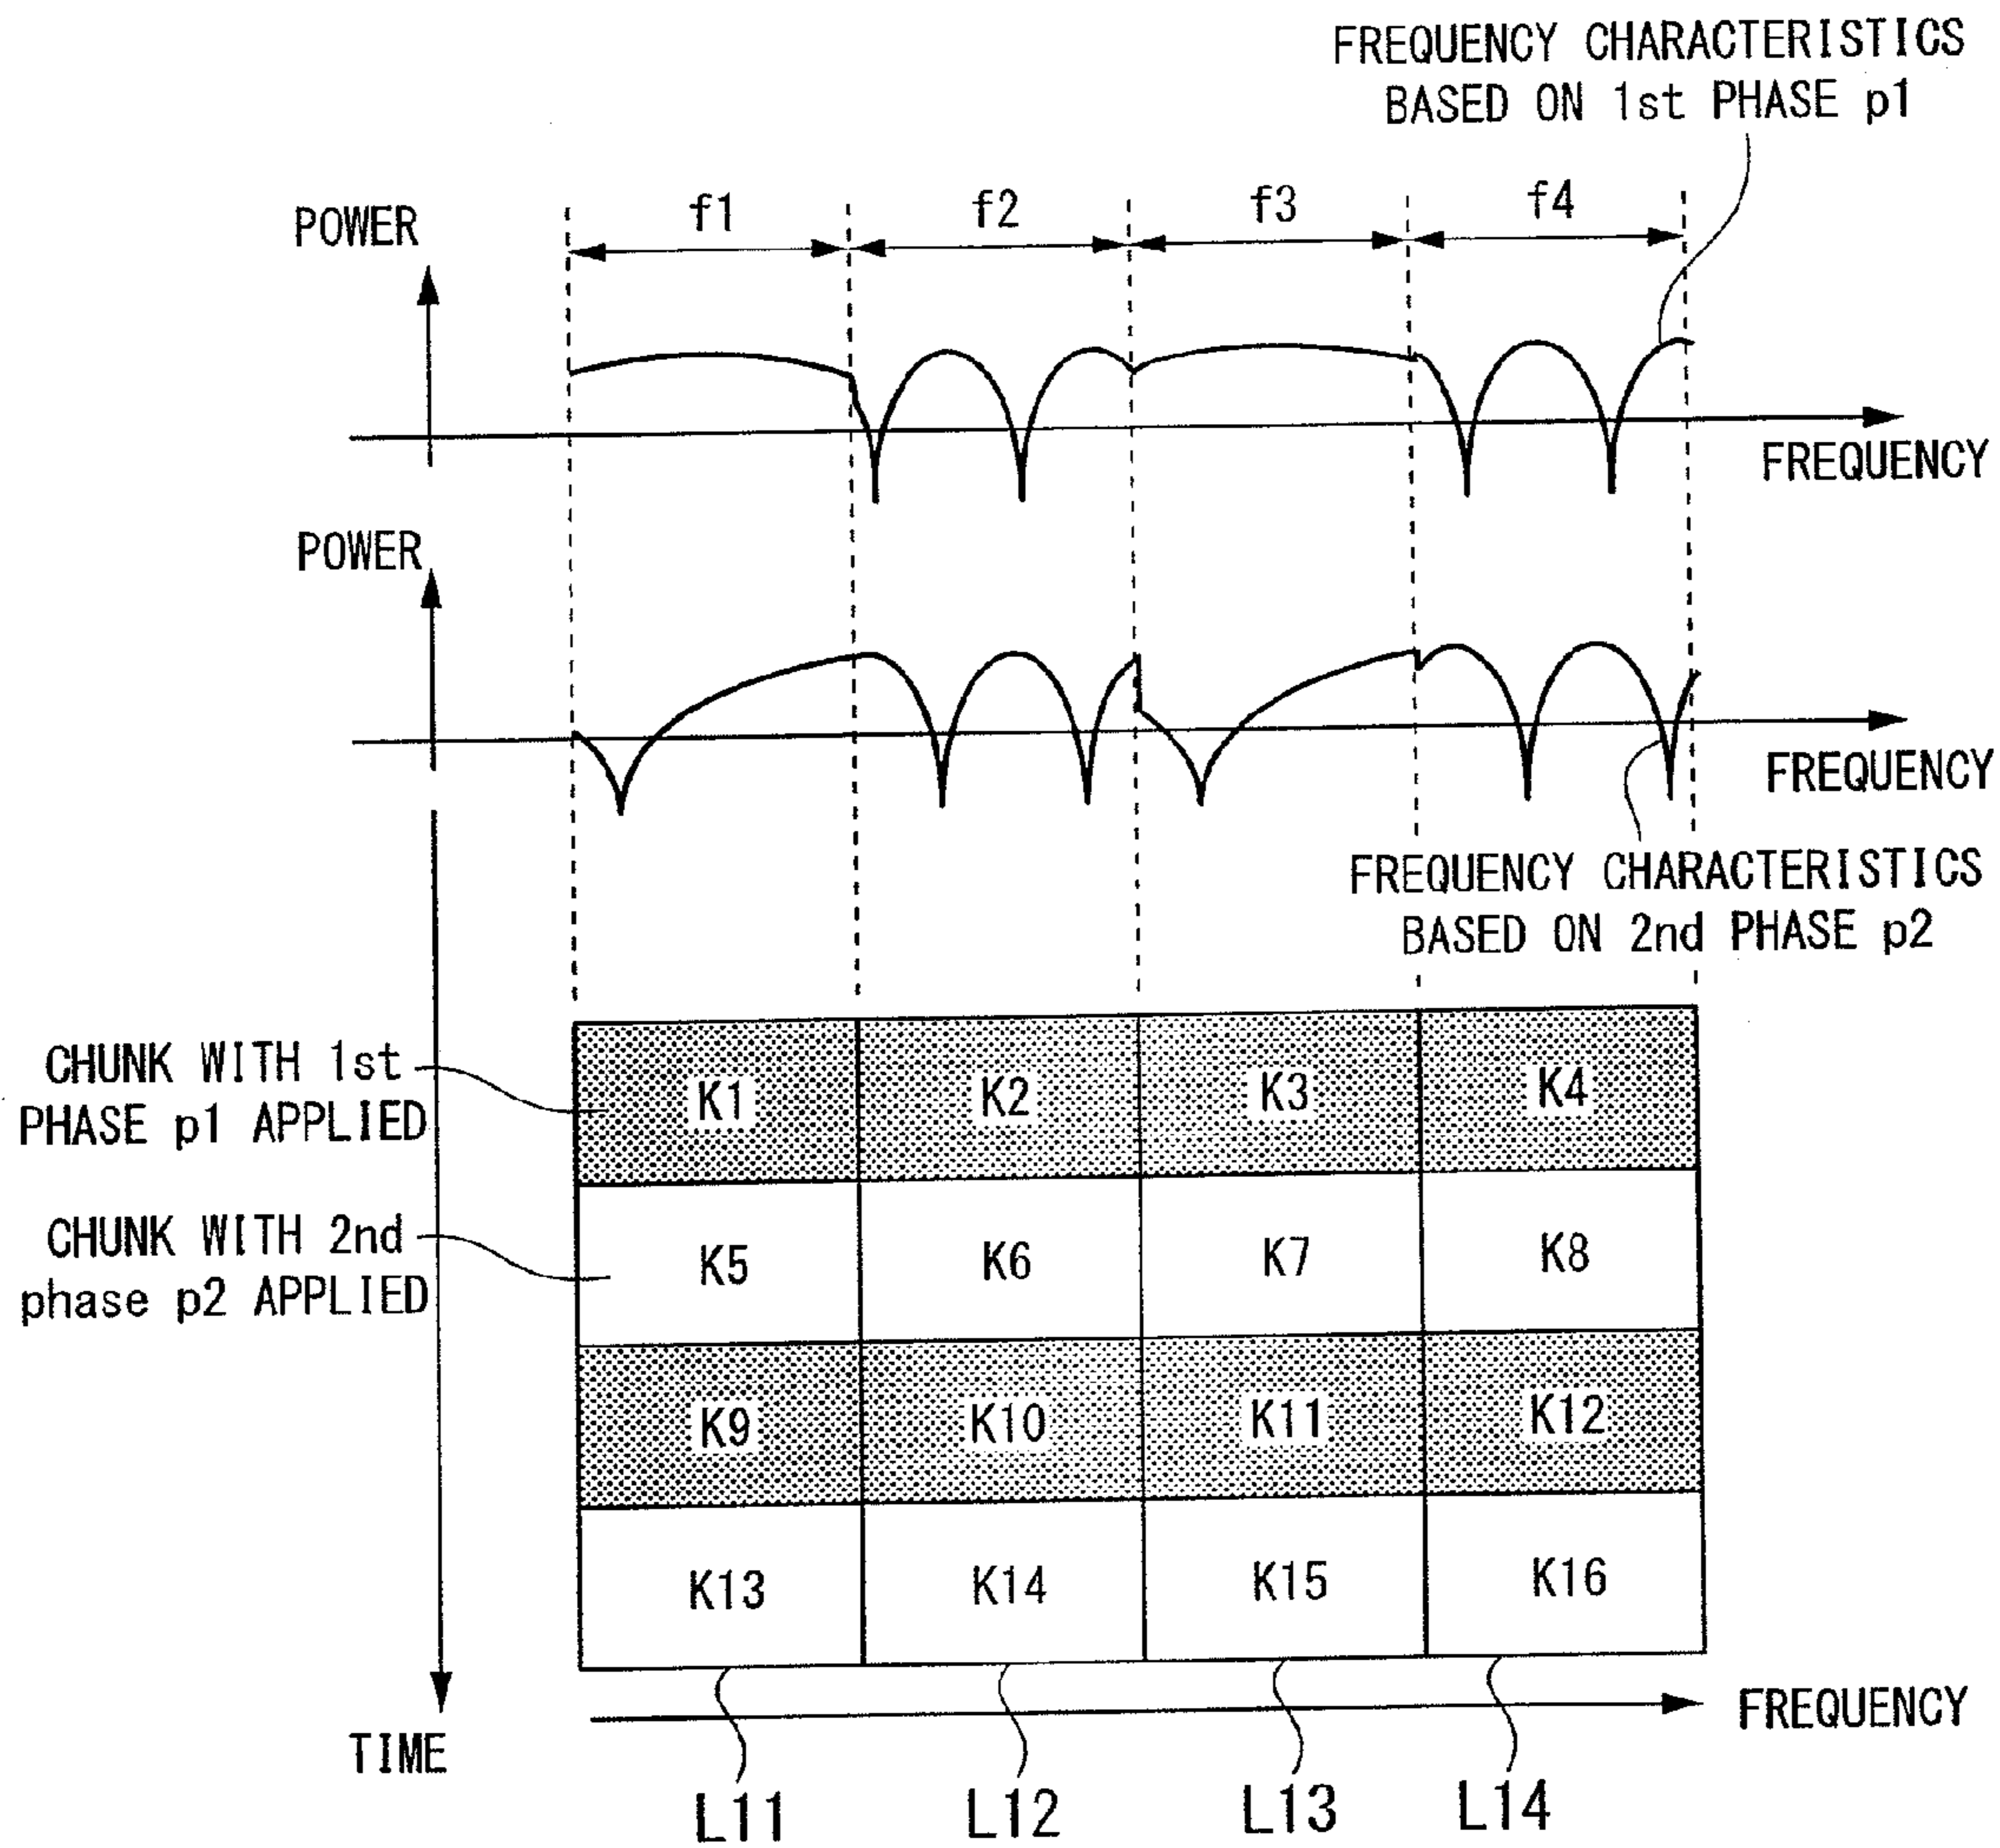 FREQUENCY CHARACTERISTICS
BASED ON 1st PHASE p1
POWER
f1
f2
f3
f4
FREQUENCY
POWER
FREQUENCY
FREQUENCY CHARACTERISTICS
BASED ON 2nd PHASE p2
CHUNK WITH 1st
PHASE p1 APPLIED
K1
K2
K3
K4
CHUNK WITH 2nd
phase p2 APPLIED
K5
K6
K7
K8
K9
K10
K11
K12
K13
K14
K15
K16
FREQUENCY
TIME
L11
L12
L13
L14